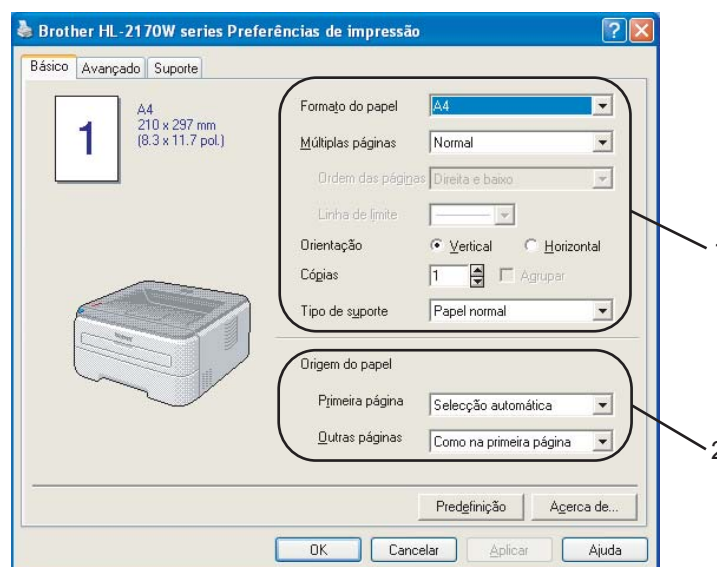 Brother HL-2170W series Preferências de impressão
Básico Avançado Suporte
1
A4
210 x 297 mm
(8.3 x 11.7 pol.)
Formato do papel A4
Múltiplas páginas Normal
Ordem das páginas Direita e baixo
Linha de limite
Orientação Vertical Horizontal
Cópias 1 Agrupar
Tipo de suporte Papel normal
1
Origem do papel
Primeira página Selecção automática
Outras páginas Como na primeira página
2
Predefinição Acerca de...
OK Cancelar Aplicar Ajuda